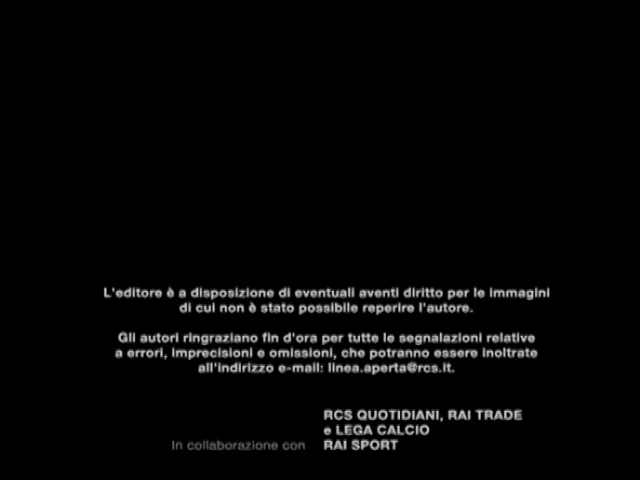 L'editore è a disposizione di eventuali aventi diritto per le immagini
di cui non è stato possibile reperire l'autore.
Gli autori ringraziano fin d'ora per tutte le segnalazioni relative
a errori, imprecisioni e omissioni, che potranno essere inoltrate
all'indirizzo e-mail: linea.aperta@rcs.it.
RCS QUOTIDIANI, RAI TRADE
e LEGA CALCIO
In collaborazione con RAI SPORT